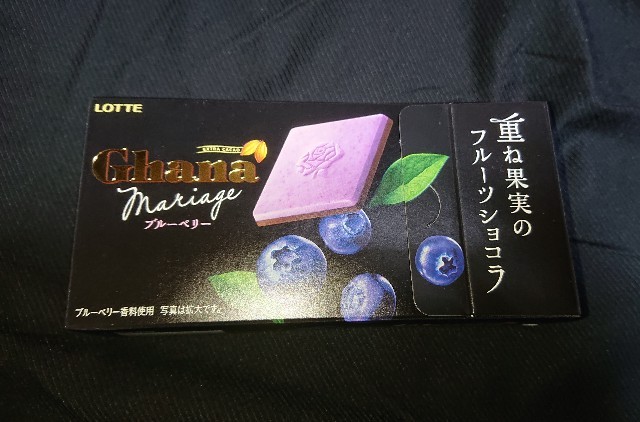 LOTTE
EXTRA CACAO
Ghana
Mariage
ブルーベリー
重ね果実の
フルーツショコラ
ブルーベリー香料使用 写真は拡大です。